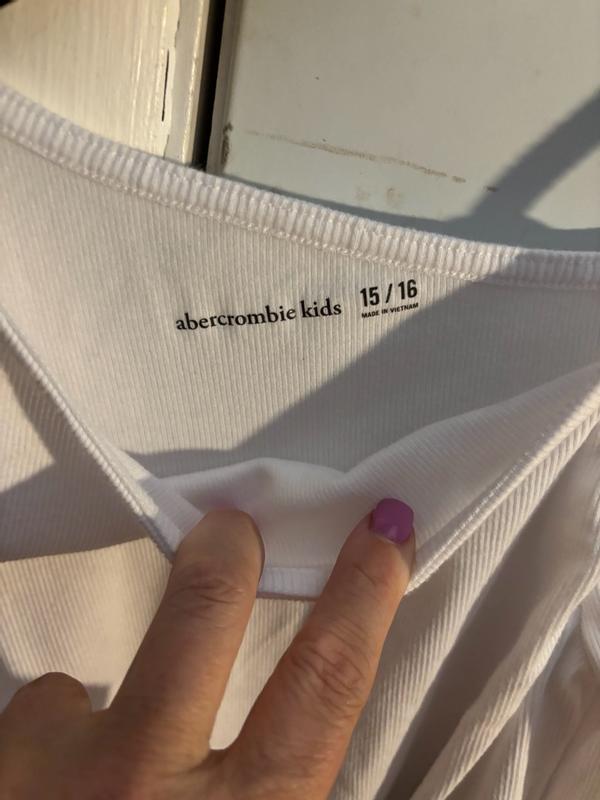 abercrombie kids 15 / 16
MADE IN VIETNAM